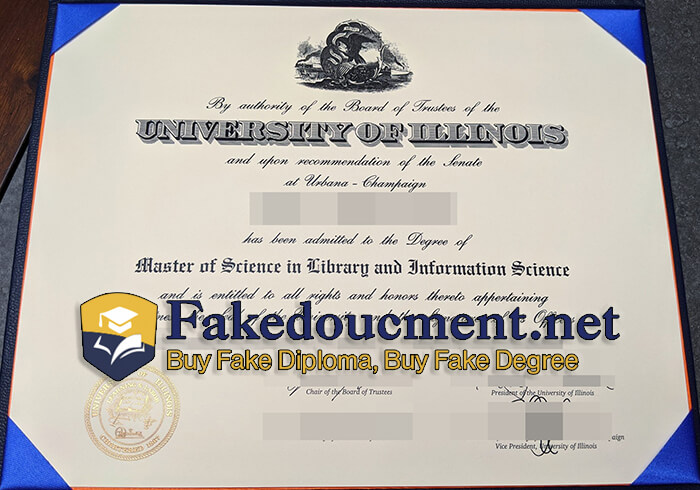 By authority of the Board of Trustees of the
UNIVERSITY OF ILLINOIS
and upon recommendation of the Senate
at Urbana - Champaign
has been admitted to the Degree of
Master of Science in Library and Information Science
and is entitled to all rights and honors thereto appertaining
Fakedoucment.net
Buy Fake Diploma, Buy Fake Degree
Chair of the Board of Trustees
President of the University of Illinois
Vice President, University of Illinois